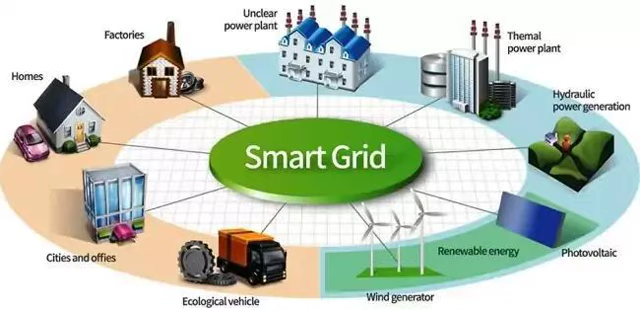 Unclear
power plant
Factories
Themal
power plant
Homes
Hydraulic
power generation
Smart Grid
Cities and offies
Renewable energy
Photovoltaic
Ecological vehicle
Wind generator